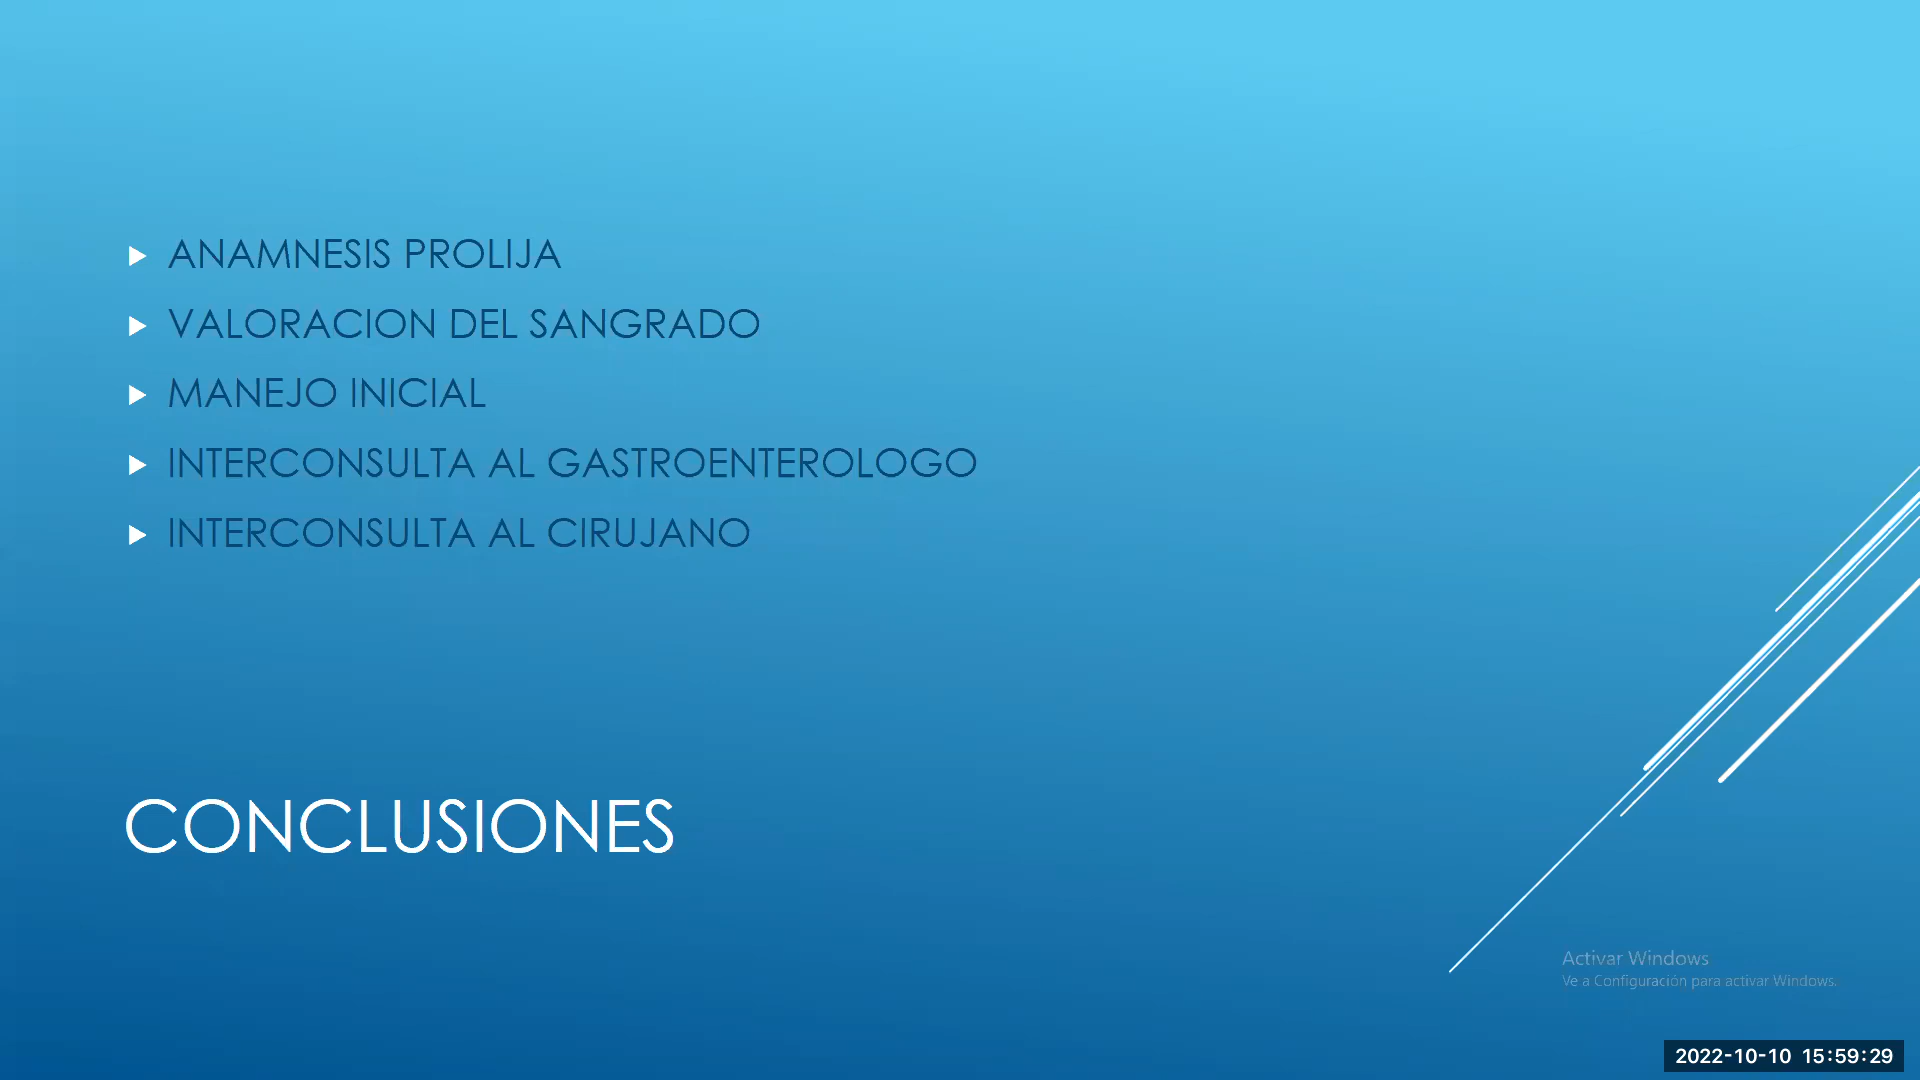 ANAMNESIS PROLIJA
VALORACION DEL SANGRADO
MANEJO INICIAL
INTERCONSULTA AL GASTROENTEROLOGO
INTERCONSULTA AL CIRUJANO
CONCLUSIONES
Activar Windows
Ve a Configuración para activar Windows.
2022-10-10 15:59:29